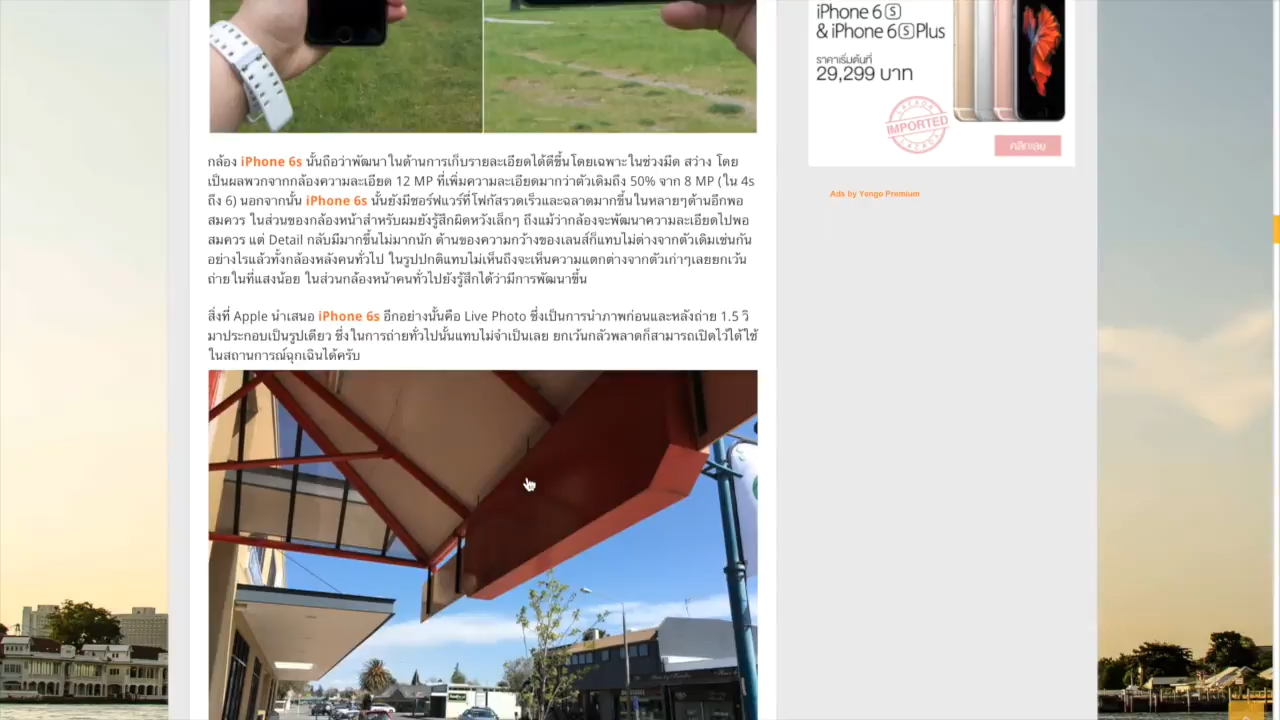 iPhone 6s
& iPhone 6s Plus
ราคาเริ่มต้นที่
29,299 บาท
LAZADA
IMPORTED
LAZADA
คลิกเลย
Ads by Yengo Premium
กล้อง iPhone 6s นั้นถือว่าพัฒนาในด้านการเก็บรายละเอียดได้ดีขึ้นโดยเฉพาะในช่วงมืด สว่าง โดย
เป็นผลพวกจากกล้องความละเอียด 12 MP ที่เพิ่มความละเอียดมากว่าตัวเดิมถึง 50% จาก 8 MP (ใน 4s
ถึง 6) นอกจากนั้น iPhone 6s นั้นยังมีซอร์ฟแวร์ที่โฟกัสรวดเร็วและฉลาดมากขึ้นในหลายๆด้านอีกพอ
สมควร ในส่วนของกล้องหน้าสำหรับผมยังรู้สึกผิดหวังเล็กๆ ถึงแม้ว่ากล้องจะพัฒนาความละเอียดไปพอ
สมควร แต่ Detail กลับมีมากขึ้นไม่มากนัก ด้านของความกว้างของเลนส์ก็แทบไม่ต่างจากตัวเดิมเช่นกัน
อย่างไรแล้วทั้งกล้องหลังคนทั่วไป ในรูปปกติแทบไม่เห็นถึงจะเห็นความแตกต่างจากตัวเก่าๆเลยยกเว้น
ถ่ายในที่แสงน้อย ในส่วนกล้องหน้าคนทั่วไปยังรู้สึกได้ว่ามีการพัฒนาขึ้น
สิ่งที่ Apple นำเสนอ iPhone 6s อีกอย่างนั้นคือ Live Photo ซึ่งเป็นการนำภาพก่อนและหลังถ่าย 1.5 วิ
มาประกอบเป็นรูปเดียว ซึ่งในการถ่ายทั่วไปนั้นแทบไม่จำเป็นเลย ยกเว้นกลัวพลาดก็สามารถเปิดไว้ได้ใช้
ในสถานการณ์ฉุกเฉินได้ครับ